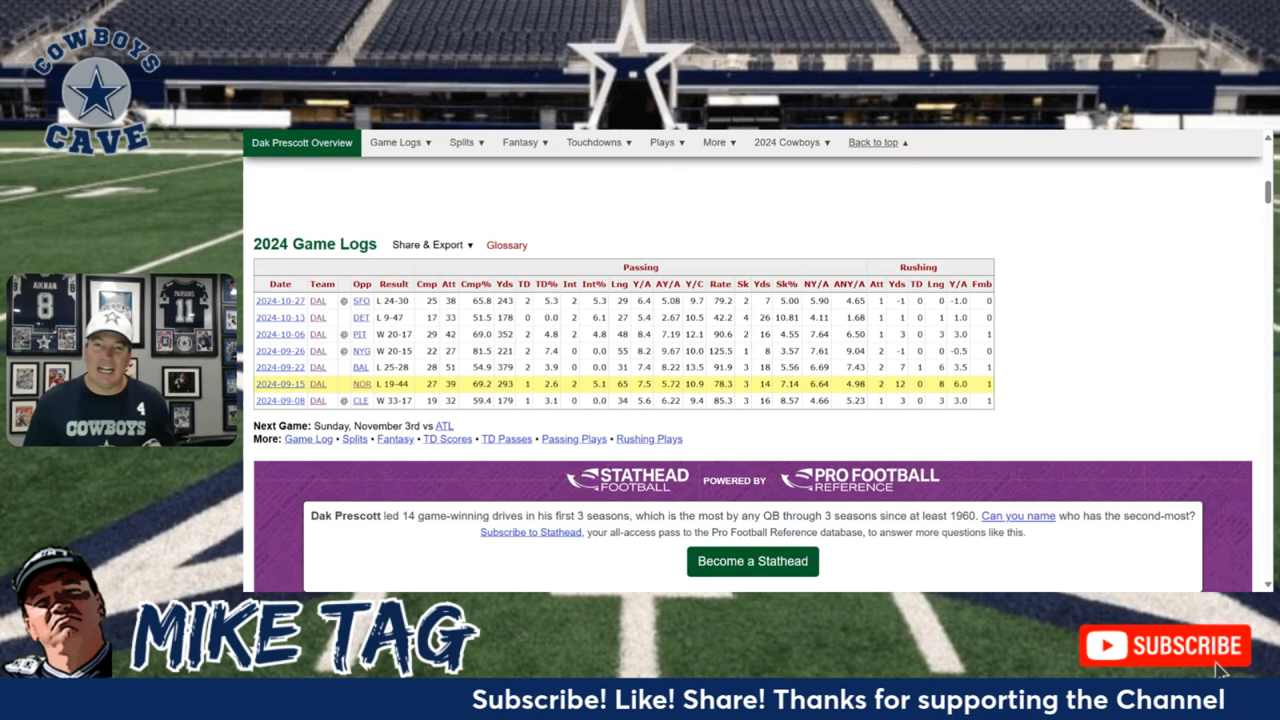 COWBOYS
CAVE
Dak Prescott Overview Game Logs ▼ Splits ▼ Fantasy ▼ Touchdowns ▼ Plays ▼ More ▼ 2024 Cowboys ▼ Back to top ▲
2024 Game Logs Share & Export ▼ Glossary
Passing Rushing
Date Team Opp Result Cmp Att Cmp% Yds TD TD% Int Int% Lng Y/A AY/A Y/C Rate Sk Yds Sk% NY/A ANY/A Att Yds TD Lng Y/A Fmb
2024-10-27 DAL @ SFO L 24-30 25 38 65.8 243 2 5.3 2 5.3 29 6.4 5.08 9.7 79.2 2 7 5.00 5.90 4.65 1 -1 0 0 -1.0 0
2024-10-13 DAL DET L 9-47 17 33 51.5 178 0 0.0 2 6.1 27 5.4 2.67 10.5 42.2 4 26 10.81 4.11 1.68 1 1 0 1 1.0 0
2024-10-06 DAL @ PIT W 20-17 29 42 69.0 352 2 4.8 2 4.8 48 8.4 7.19 12.1 90.6 2 16 4.55 7.64 6.50 1 3 0 3 3.0 1
2024-09-26 DAL @ NYG W 20-15 22 27 81.5 221 2 7.4 0 0.0 55 8.2 9.67 10.0 125.5 1 8 3.57 7.61 9.04 2 -1 0 0 -0.5 0
2024-09-22 DAL BAL L 25-28 28 51 54.9 379 2 3.9 0 0.0 41 7.4 8.22 13.5 91.9 3 18 5.56 6.69 7.43 2 7 1 6 3.5 1
2024-09-15 DAL NOR L 19-44 27 39 69.2 293 1 2.6 2 5.1 65 7.5 5.72 10.9 78.3 3 14 7.14 6.64 4.98 2 12 0 8 6.0 1
2024-09-08 DAL @ CLE W 33-17 19 32 59.4 179 1 3.1 0 0.0 34 5.6 6.22 9.4 85.3 3 16 8.57 4.66 5.23 1 3 0 3 3.0 1
Next Game: Sunday, November 3rd vs ATL
More: Game Log • Splits • Fantasy • TD Scores • TD Passes • Passing Plays • Rushing Plays
STATHEAD FOOTBALL POWERED BY PRO FOOTBALL REFERENCE
Dak Prescott led 14 game-winning drives in his first 3 seasons, which is the most by any QB through 3 seasons since at least 1960. Can you name who has the second-most?
Subscribe to Stathead, your all-access pass to the Pro Football Reference database, to answer more questions like this.
Become a Stathead
AIKMAN
8
PARSONS
11
4
COWBOYS
MIKE TAG
SUBSCRIBE
Subscribe! Like! Share! Thanks for supporting the Channel